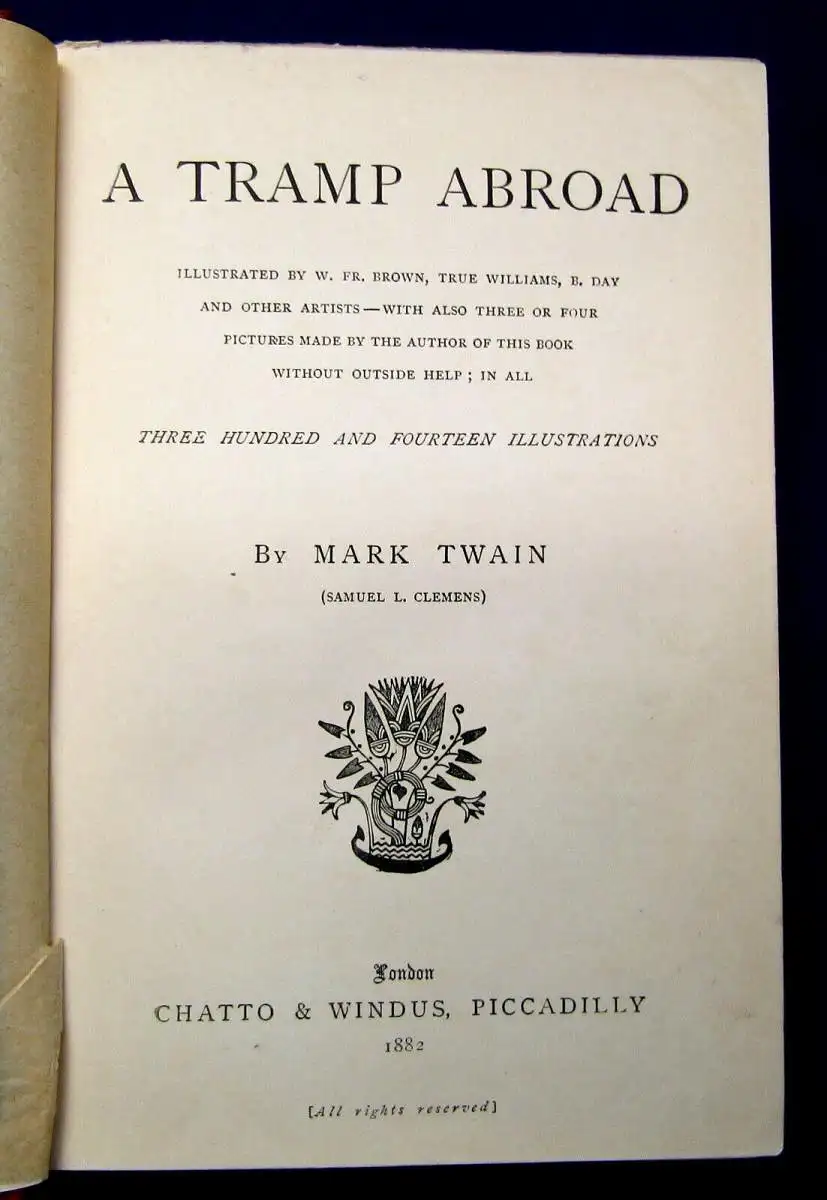 A TRAMP ABROAD
ILLUSTRATED BY W. FR. BROWN, TRUE WILLIAMS, B. DAY
AND OTHER ARTISTS — WITH ALSO THREE OR FOUR
PICTURES MADE BY THE AUTHOR OF THIS BOOK
WITHOUT OUTSIDE HELP ; IN ALL
THREE HUNDRED AND FOURTEEN ILLUSTRATIONS
BY MARK TWAIN
(SAMUEL L. CLEMENS)
London
CHATTO & WINDUS, PICCADILLY
1882
[All rights reserved]